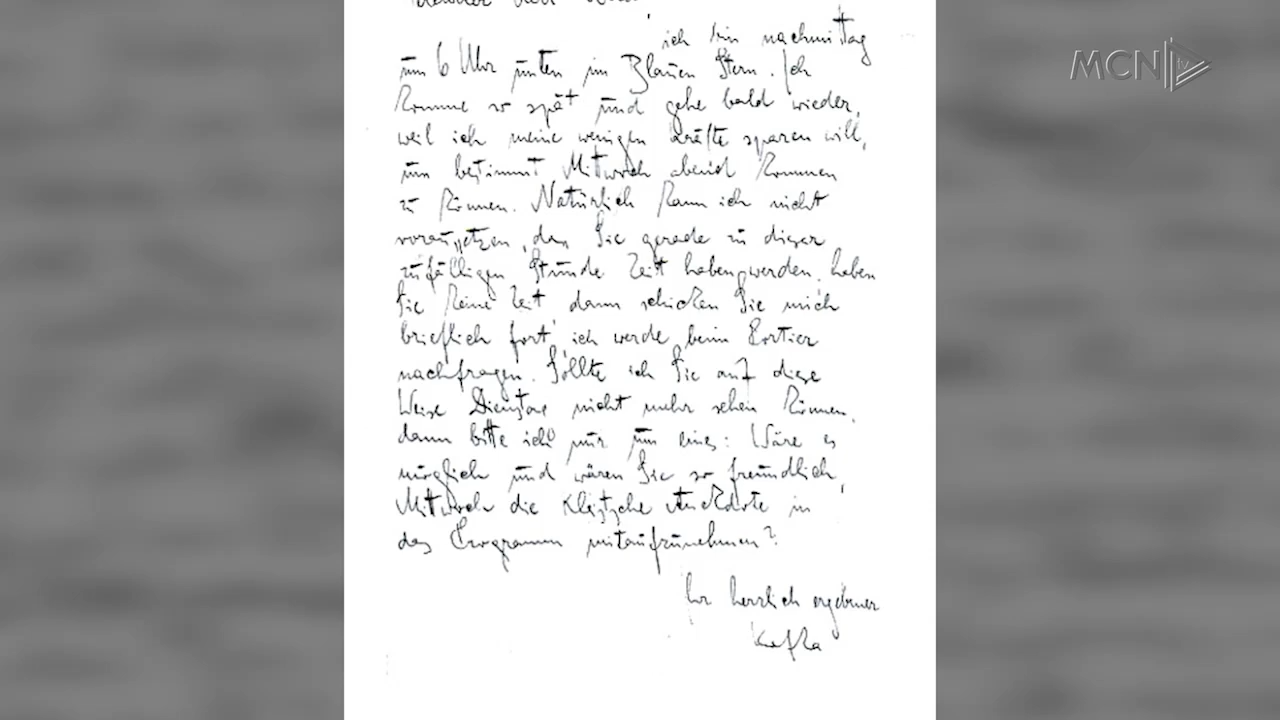 ich bin nachmittag
um 6 Uhr unten im Blauen Stern. Ich
komme so spät und gehe bald wieder,
weil ich meine wenigen Kräfte sparen will,
um bestimmt Mittwoch abend kommen
zu können. Natürlich kann ich nicht
voraussetzen, dass Sie gerade zu dieser
zufälligen Stunde Zeit haben werden, haben
Sie keine Zeit dann schicken Sie mich
brieflich fort, ich werde beim Portier
nachfragen. Sollte ich Sie auf diese
Weise Dienstag nicht mehr sehen können,
dann bitte ich nur um eines: Wäre es
möglich und wären Sie so freundlich,
Mittwoch die Kleistsche Anekdote in
das Programm mitaufzunehmen?
Ihr herzlich ergebener
Kafka
MCN tv